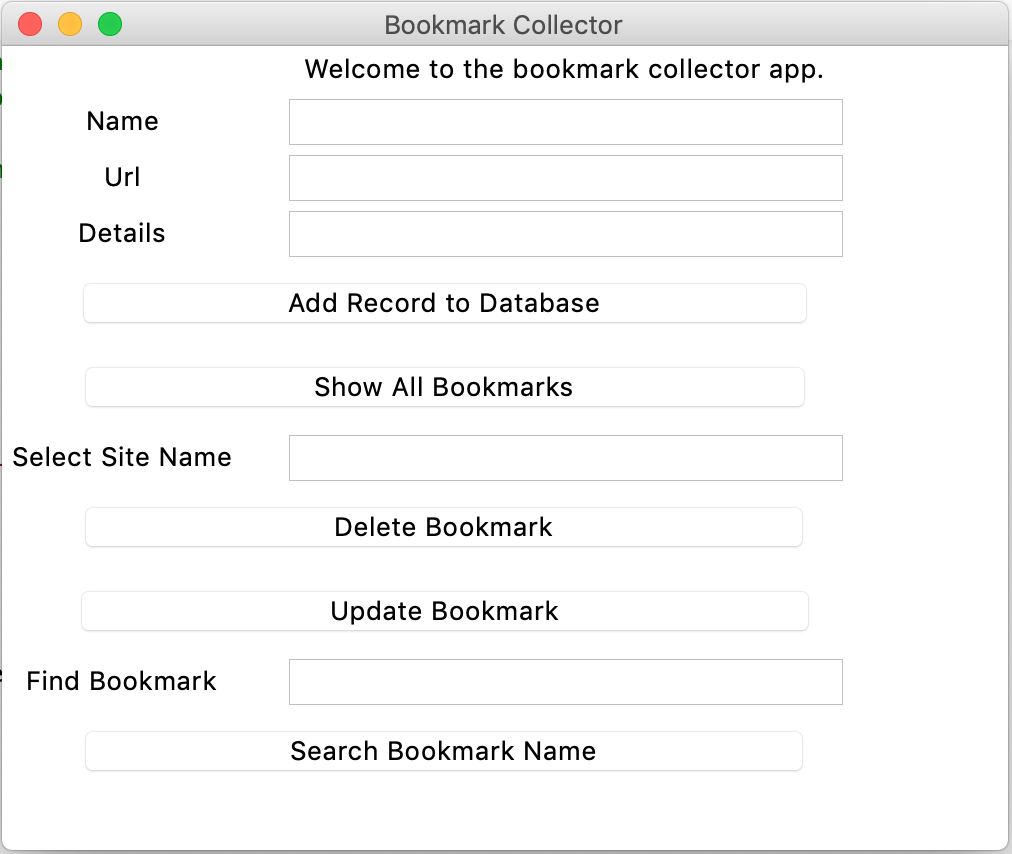 Bookmark Collector
Welcome to the bookmark collector app.
Name
Url
Details
Add Record to Database
Show All Bookmarks
Select Site Name
Delete Bookmark
Update Bookmark
Find Bookmark
Search Bookmark Name